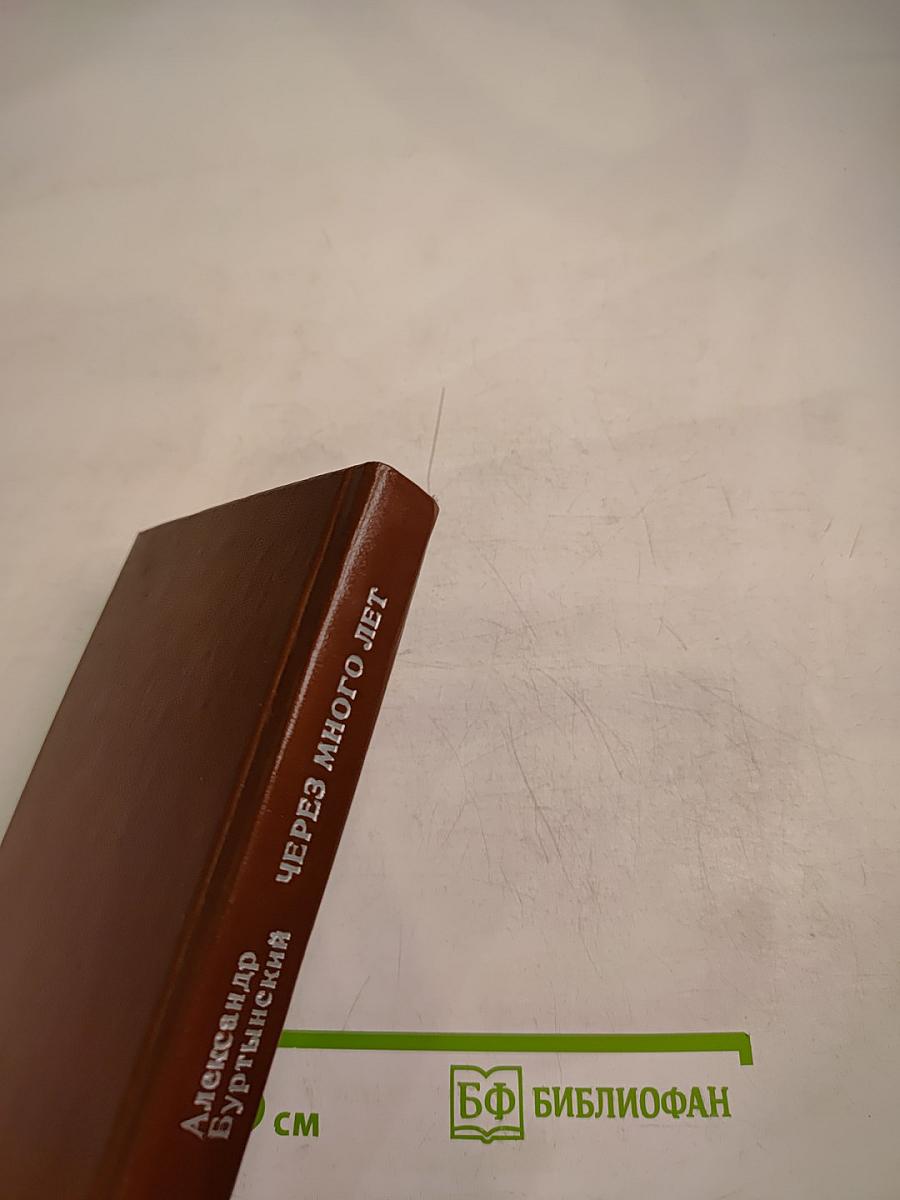 Александр
Буртынский
ЧЕРЕЗ МНОГО ЛЕТ
см
БФ БИБЛИОФАН